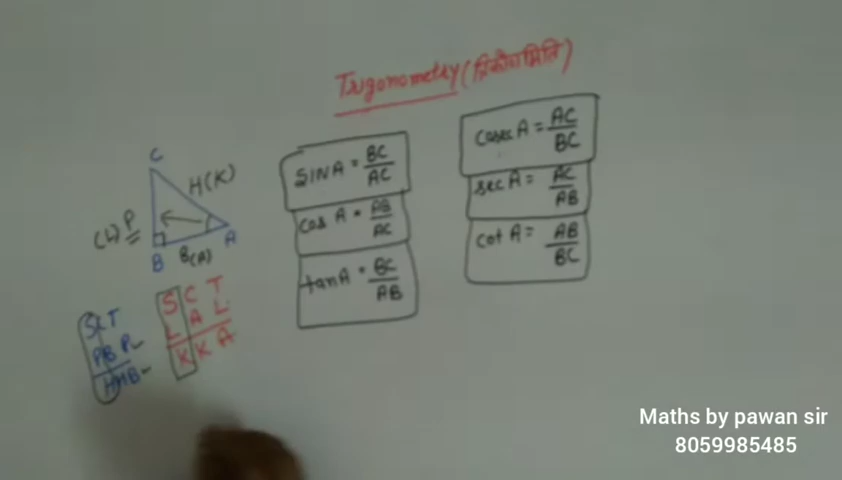 Trigonometry (त्रिकोणमिति)
C
H(K)
(L) P
B
B(A)
A
SIN A = BC/AC
cos A = AB/AC
tan A = BC/AB
cosec A = AC/BC
sec A = AC/AB
cot A = AB/BC
S C T
P B P
H H B
S C T
L A L
K K A
Maths by pawan sir
8059985485